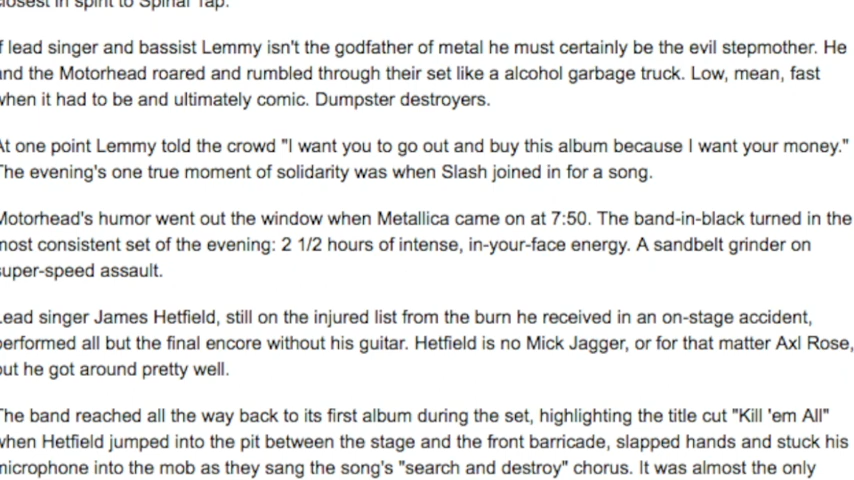 closest in spirit to Spinal Tap.
f lead singer and bassist Lemmy isn't the godfather of metal he must certainly be the evil stepmother. He
and the Motorhead roared and rumbled through their set like a alcohol garbage truck. Low, mean, fast
when it had to be and ultimately comic. Dumpster destroyers.
At one point Lemmy told the crowd "I want you to go out and buy this album because I want your money."
The evening's one true moment of solidarity was when Slash joined in for a song.
Motorhead's humor went out the window when Metallica came on at 7:50. The band-in-black turned in the
most consistent set of the evening: 2 1/2 hours of intense, in-your-face energy. A sandbelt grinder on
super-speed assault.
Lead singer James Hetfield, still on the injured list from the burn he received in an on-stage accident,
performed all but the final encore without his guitar. Hetfield is no Mick Jagger, or for that matter Axl Rose,
but he got around pretty well.
The band reached all the way back to its first album during the set, highlighting the title cut "Kill 'em All"
when Hetfield jumped into the pit between the stage and the front barricade, slapped hands and stuck his
microphone into the mob as they sang the song's "search and destroy" chorus. It was almost the only